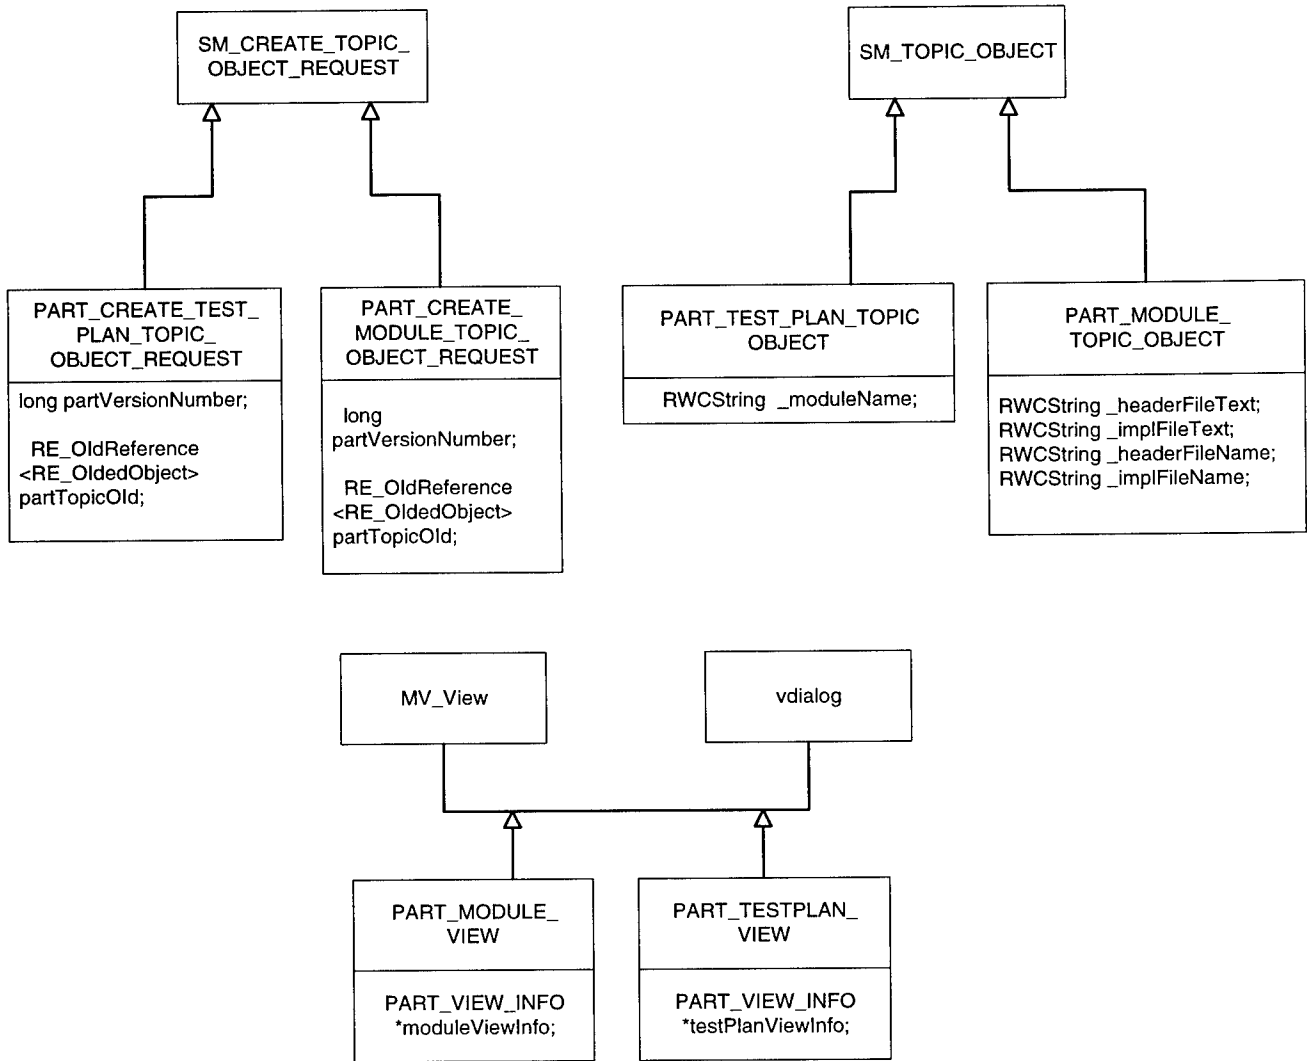 SM_CREATE_TOPIC_
OBJECT_REQUEST
SM_TOPIC_OBJECT
PART_CREATE_TEST_
PLAN_TOPIC_
OBJECT_REQUEST
long partVersionNumber;
RE_OIdReference
<RE_OIdedObject>
partTopicOId;
PART_CREATE_
MODULE_TOPIC_
OBJECT_REQUEST
long
partVersionNumber;
RE_OIdReference
<RE_OIdedObject>
partTopicOId;
PART_TEST_PLAN_TOPIC
OBJECT
RWCString _moduleName;
PART_MODULE_
TOPIC_OBJECT
RWCString _headerFileText;
RWCString _implFileText;
RWCString _headerFileName;
RWCString _implFileName;
MV_View
vdialog
PART_MODULE_
VIEW
PART_VIEW_INFO
*moduleViewInfo;
PART_TESTPLAN_
VIEW
PART_VIEW_INFO
*testPlanViewInfo;